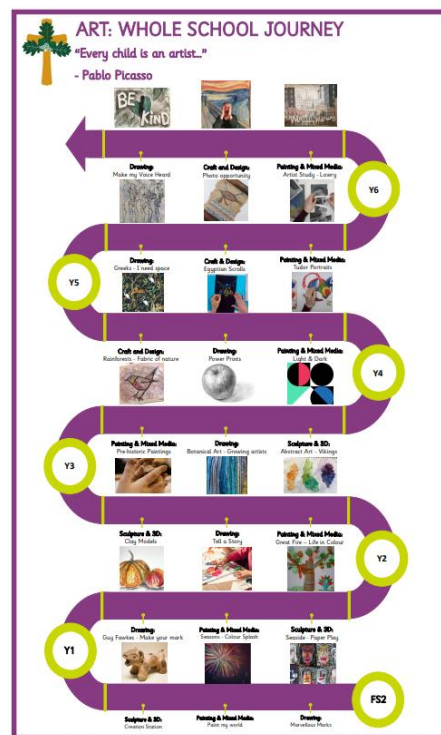 ART: WHOLE SCHOOL JOURNEY
“Every child is an artist...”
- Pablo Picasso
BE KIND
Drawing:
Make my Voice Heard
Craft and Design:
Photo opportunity
Painting & Mixed Media:
Artist Study - Lowry
Y6
Y5
Drawing:
Greeks - I need space
Craft & Design:
Egyptian Scrolls
Painting & Mixed Media:
Tudor Portraits
Craft and Design:
Rainforests - Fabric of nature
Drawing:
Power Prints
Painting & Mixed Media:
Light & Dark
Y4
Y3
Painting & Mixed Media:
Pre-historic Paintings
Drawing:
Botanical Art - Growing artists
Sculpture & 3D:
Abstract Art - Vikings
Sculpture & 3D:
Clay Models
Drawing:
Tell a Story
Painting & Mixed Media:
Great Fire - Life in Colour
Y2
Y1
Drawing:
Guy Fawkes - Make your mark
Painting & Mixed Media:
Seasons - Colour Splash
Sculpture & 3D:
Seaside - Paper Play
FS2
Sculpture & 3D:
Creation Station
Painting & Mixed Media:
Paint my world
Drawing:
Marvellous Marks